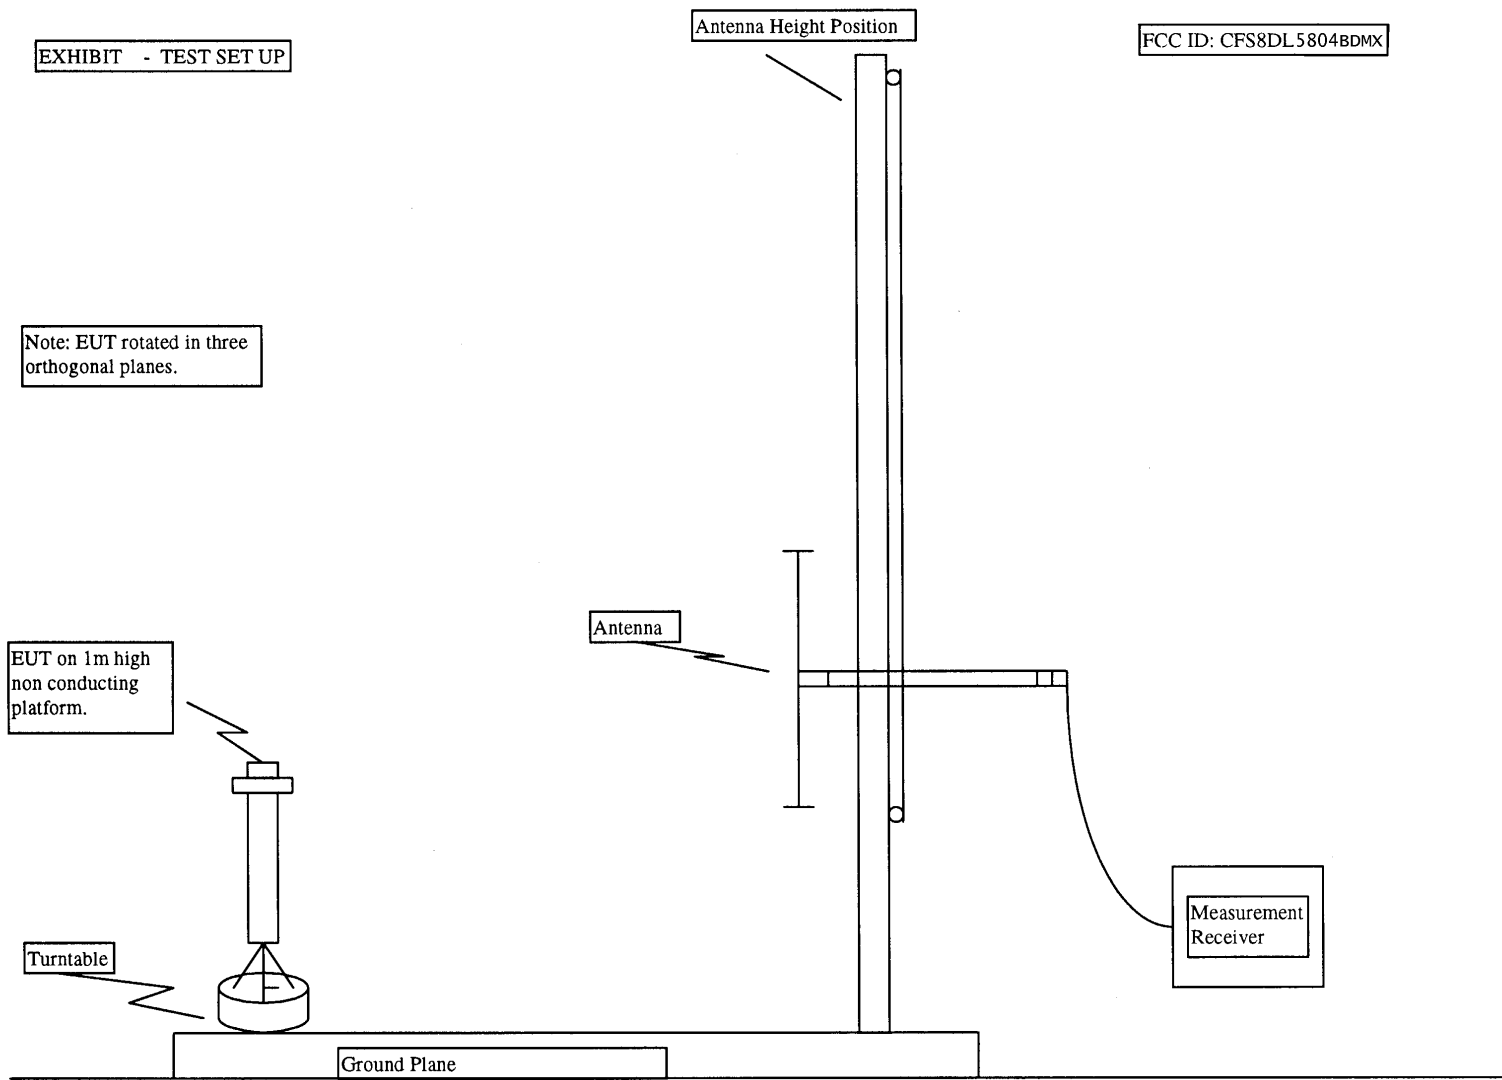 Antenna Height Position
FCC ID: CFS8DL5804BDMX
EXHIBIT - TEST SET UP
Note: EUT rotated in three
orthogonal planes.
Antenna
EUT on 1m high
non conducting
platform.
Measurement
Receiver
Turntable
Ground Plane